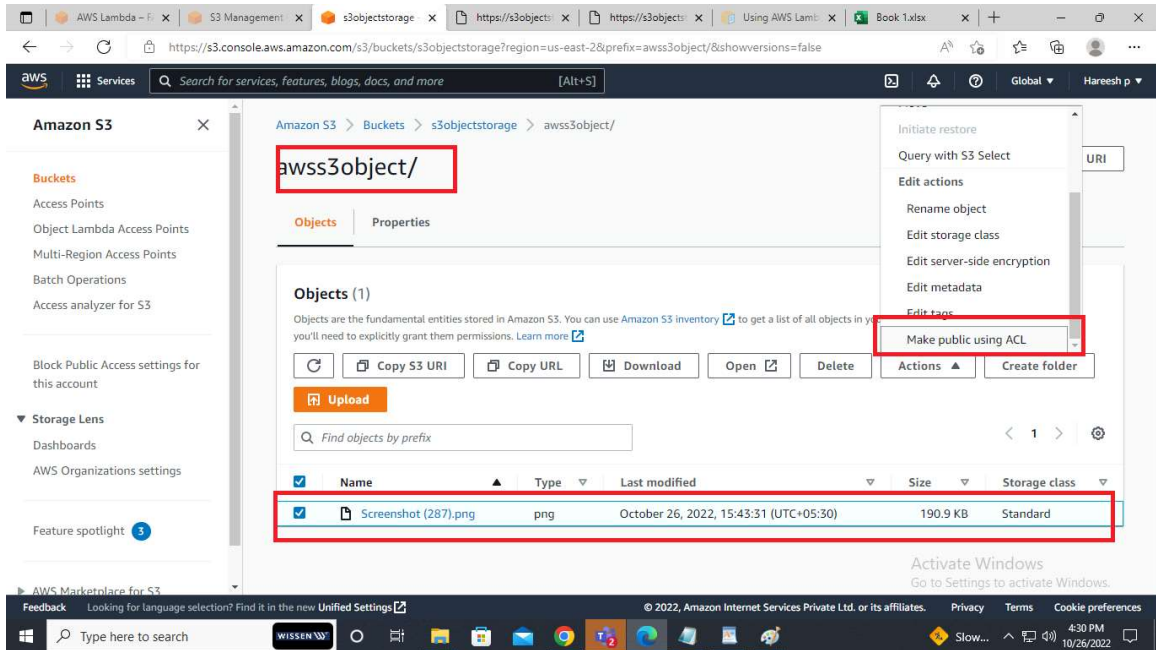 AWS Lambda – F
S3 Management
s3objectstorage -
https://s3objects
https://s3objects
Using AWS Lamb
Book 1.xlsx
https://s3.console.aws.amazon.com/s3/buckets/s3objectstorage?region=us-east-2&prefix=awss3object/&showversions=false
aws
Services
Search for services, features, blogs, docs, and more
[Alt+S]
Global ▼
Hareesh p ▼
Amazon S3
Buckets
Access Points
Object Lambda Access Points
Multi-Region Access Points
Batch Operations
Access analyzer for S3
Block Public Access settings for
this account
Storage Lens
Dashboards
AWS Organizations settings
Feature spotlight 3
AWS Marketplace for S3
Amazon S3 > Buckets > s3objectstorage > awss3object/
awss3object/
URI
Objects
Properties
Initiate restore
Query with S3 Select
Edit actions
Rename object
Edit storage class
Edit server-side encryption
Edit metadata
Edit tags
Make public using ACL
Objects (1)
Objects are the fundamental entities stored in Amazon S3. You can use Amazon S3 inventory to get a list of all objects in
you'll need to explicitly grant them permissions. Learn more
Copy S3 URI
Copy URL
Download
Open
Delete
Actions ▲
Create folder
Upload
Find objects by prefix
< 1 >
Name ▲ Type Last modified Size Storage class
Screenshot (287).png png October 26, 2022, 15:43:31 (UTC+05:30) 190.9 KB Standard
Activate Windows
Go to Settings to activate Windows.
Feedback Looking for language selection? Find it in the new Unified Settings
© 2022, Amazon Internet Services Private Ltd. or its affiliates. Privacy Terms Cookie preferences
Type here to search
WISSEN
2
Slow...
4:30 PM
10/26/2022